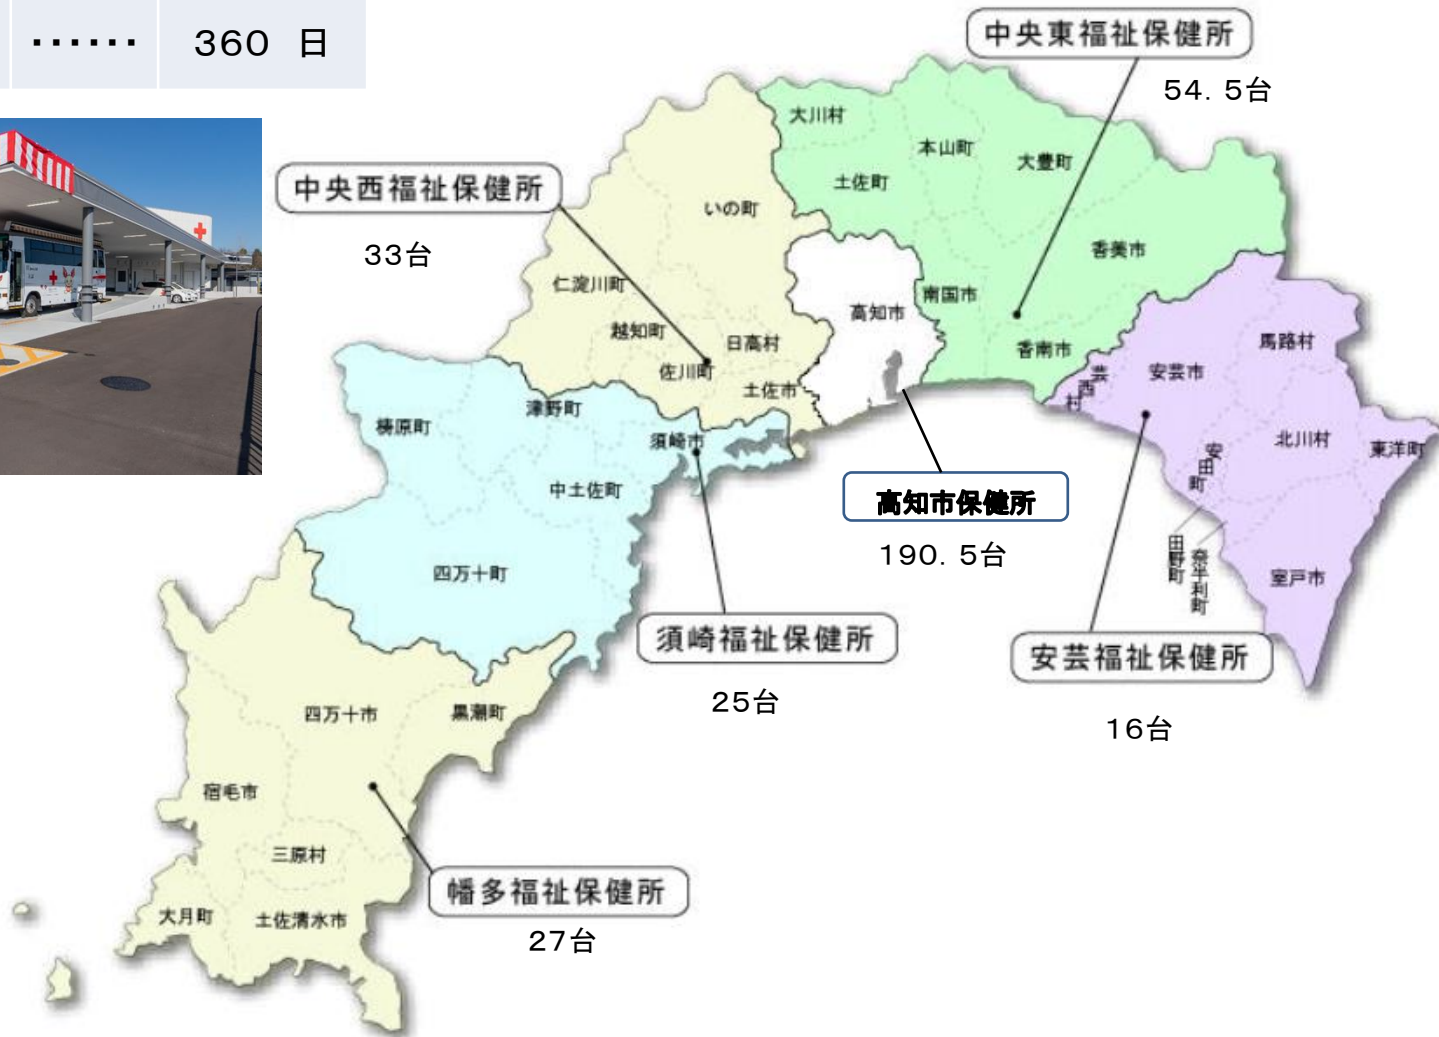 …… 360 日
中央東福祉保健所
54. 5台
中央西福祉保健所
33台
大川村
本山町
大豊町
土佐町
いの町
香美市
仁淀川町
南国市
高知市
越知町
日高村
香南市
馬路村
佐川町
安芸市
土佐市
芸西村
津野町
梼原町
須崎市
北川村
東洋町
安田町
中土佐町
高知市保健所
190. 5台
田野町
奈半利町
四万十町
室戸市
須崎福祉保健所
25台
安芸福祉保健所
16台
四万十市
黒潮町
宿毛市
三原村
幡多福祉保健所
27台
大月町
土佐清水市